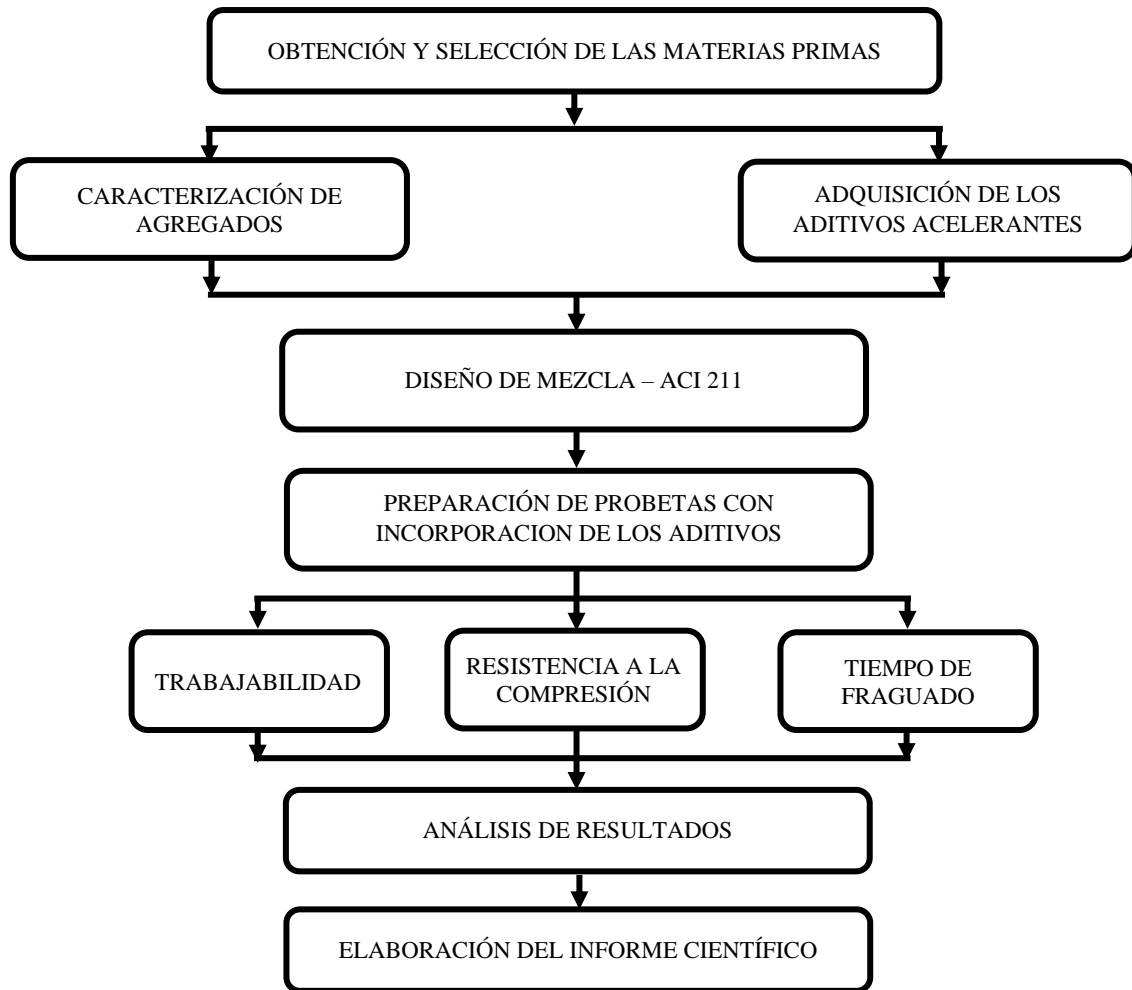 OBTENCIÓN Y SELECCIÓN DE LAS MATERIAS PRIMAS
CARACTERIZACIÓN DE
AGREGADOS
ADQUISICIÓN DE LOS
ADITIVOS ACELERANTES
DISEÑO DE MEZCLA – ACI 211
PREPARACIÓN DE PROBETAS CON
INCORPORACION DE LOS ADITIVOS
TRABAJABILIDAD
RESISTENCIA A LA
COMPRESIÓN
TIEMPO DE
FRAGUADO
ANÁLISIS DE RESULTADOS
ELABORACIÓN DEL INFORME CIENTÍFICO